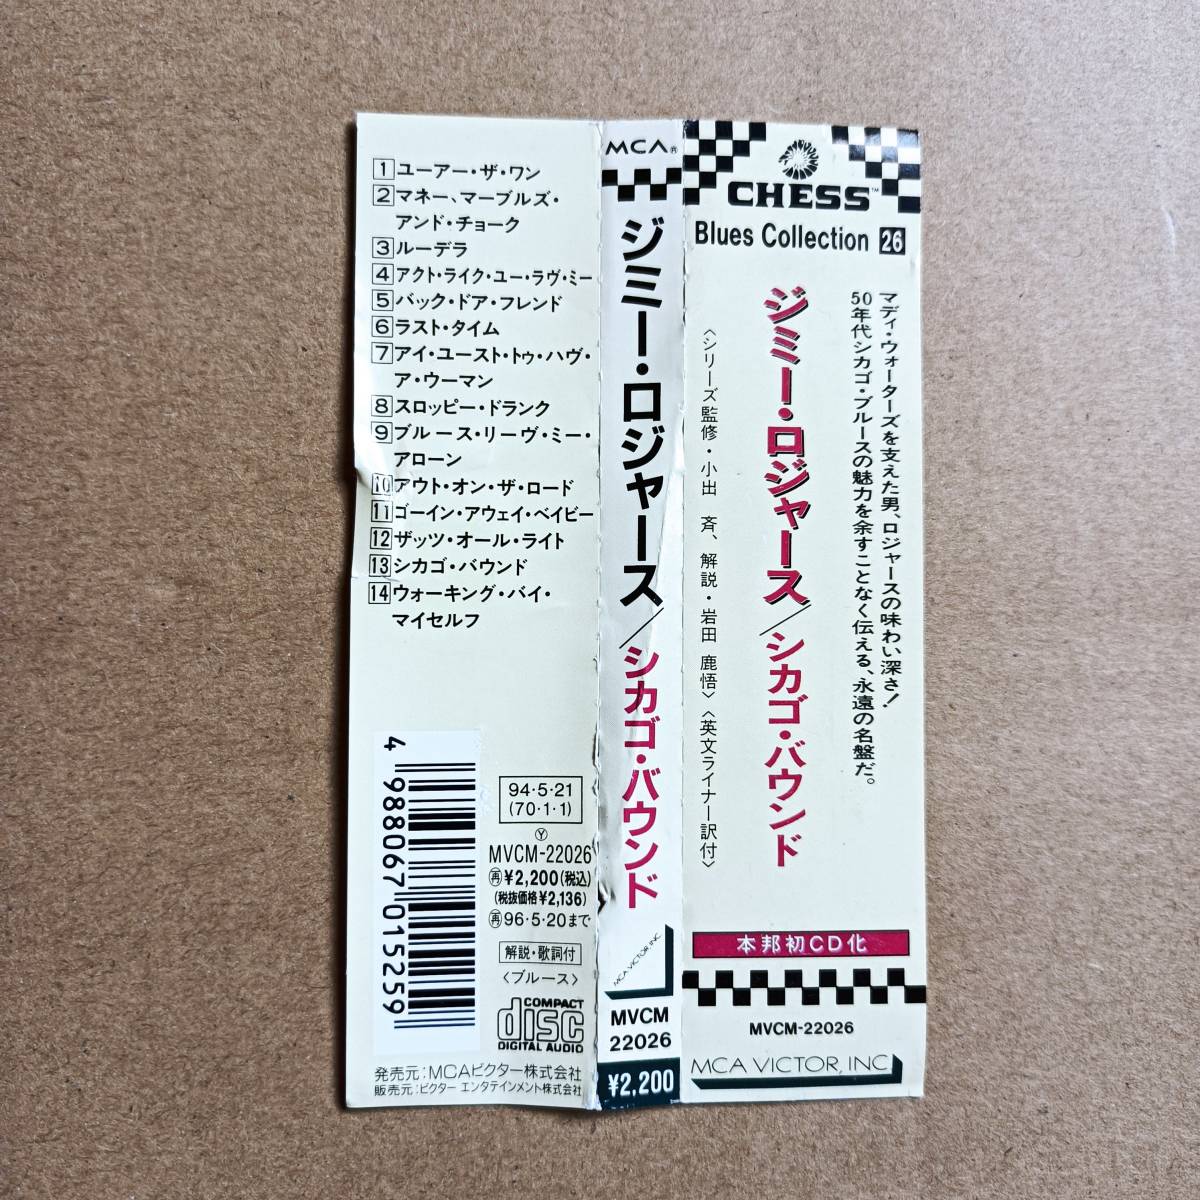 1 ユーアー・ザ・ワン
2 マネー、マーブルズ・
アンド・チョーク
3 ルーデラ
4 アクト・ライク・ユー・ラヴ・ミー
5 バック・ドア・フレンド
6 ラスト・タイム
7 アイ・ユースト・トゥ・ハヴ・
ア・ウーマン
8 スロッピー・ドランク
9 ブルース・リーヴ・ミー・
アローン
10 アウト・オン・ザ・ロード
11 ゴーイン・アウェイ・ベイビー
12 ザッツ・オール・ライト
13 シカゴ・バウンド
14 ウォーキング・バイ・
マイセルフ
4 988067 015259
94・5・21
(70・1・1)
Ⓨ
MVCM-22026
㊢¥2,200(税込)
(税抜価格¥2,136)
㊢96・5・20まで
解説・歌詞付
〈ブルース〉
COMPACT
disc
DIGITAL AUDIO
発売元:MCAビクター株式会社
販売元:ビクター エンタテインメント株式会社
MCA®
ジミー・ロジャース/シカゴ・バウンド
MCA VICTOR, INC
MVCM
22026
¥2,200
CHESS™
Blues Collection 26
マディ・ウォーターズを支えた男、ロジャースの味わい深さ!
50年代シカゴ・ブルースの魅力を余すことなく伝える、永遠の名盤だ。
ジミー・ロジャース/シカゴ・バウンド
〈シリーズ監修・小出 斉、解説・岩田 鹿悟〉〈英文ライナー訳付〉
本邦初CD化
MVCM-22026
MCA VICTOR, INC